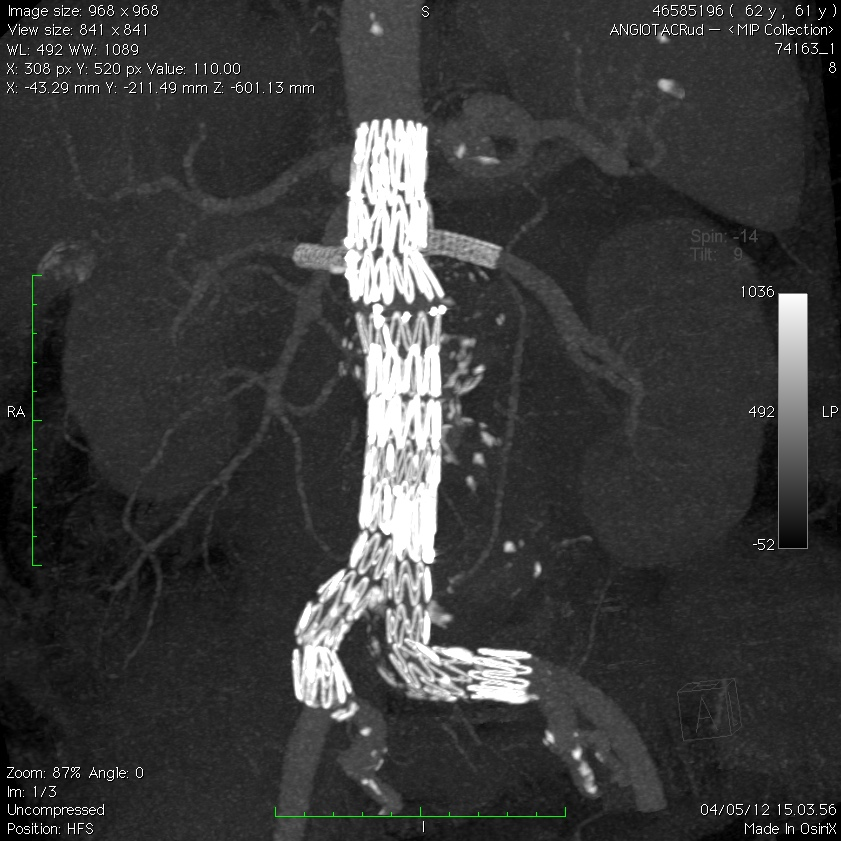 Image size: 968 x 968
View size: 841 x 841
WL: 492 WW: 1089
X: 308 px Y: 520 px Value: 110.00
X: -43.29 mm Y: -211.49 mm Z: -601.13 mm
S
46585196 ( 62 y , 61 y )
ANGIOTACRud — <MIP Collection>
74163_1
8
Spin: -14
Tilt: 9
1036
492
-52
RA
LP
A
Zoom: 87% Angle: 0
Im: 1/3
Uncompressed
Position: HFS
I
04/05/12 15.03.56
Made In OsiriX